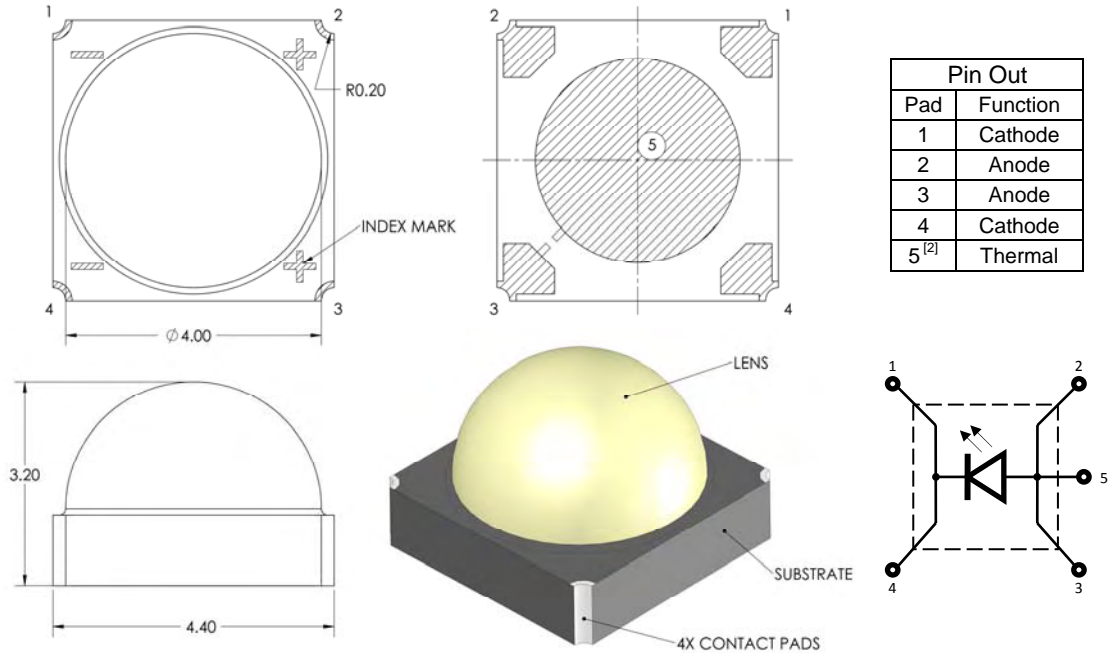 1
2
R0.20
INDEX MARK
4
3
Ø4.00
2
1
5
3
4
Pin Out
Pad Function
1 Cathode
2 Anode
3 Anode
4 Cathode
5[2] Thermal
3.20
4.40
LENS
SUBSTRATE
4X CONTACT PADS
1
2
5
4
3